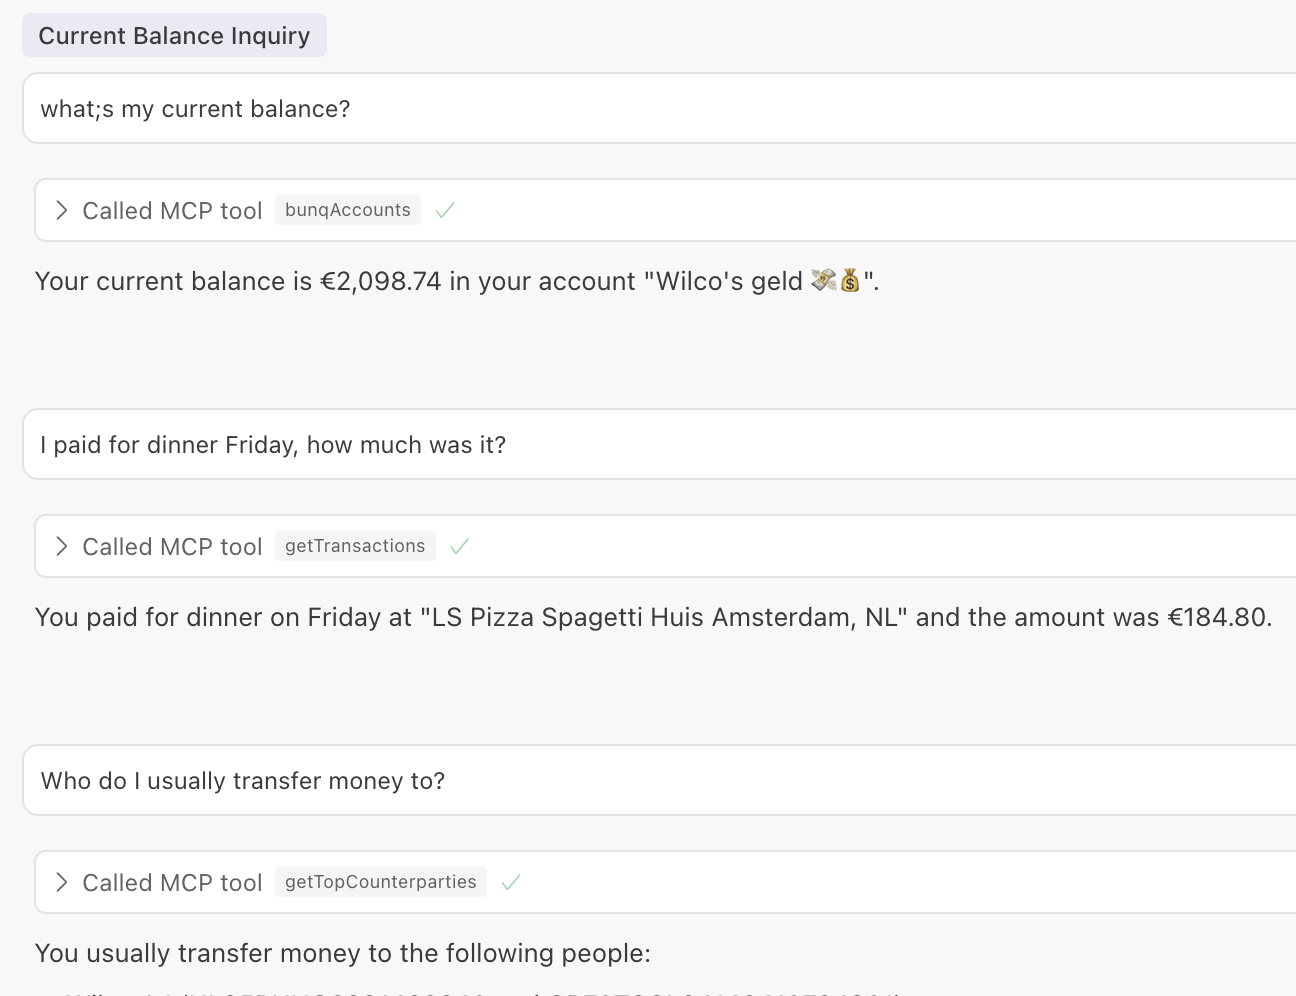 Current Balance Inquiry
what;s my current balance?
Called MCP tool bunqAccounts
Your current balance is €2,098.74 in your account "Wilco's geld 💸💰".
I paid for dinner Friday, how much was it?
Called MCP tool getTransactions
You paid for dinner on Friday at "LS Pizza Spagetti Huis Amsterdam, NL" and the amount was €184.80.
Who do I usually transfer money to?
Called MCP tool getTopCounterparties
You usually transfer money to the following people: